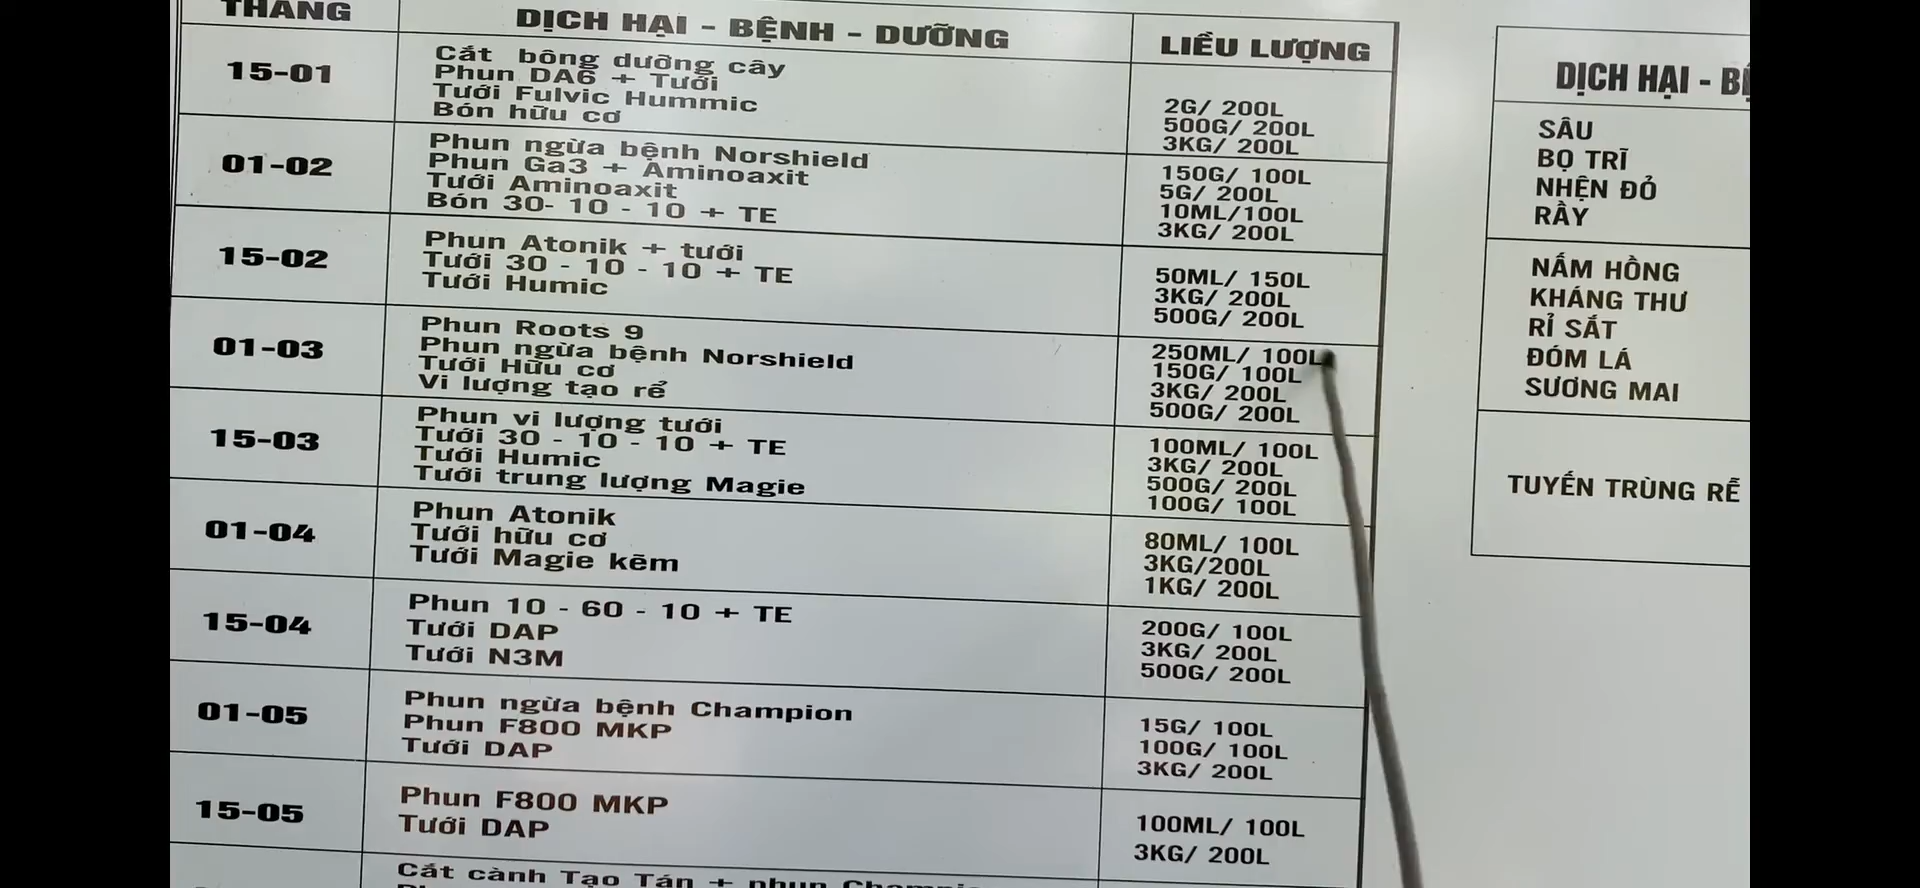 THÁNG
DỊCH HẠI - BỆNH - DƯỠNG
LIỀU LƯỢNG
15-01
Cắt bông dưỡng cây
Phun DA6 + Tưới
Tưới Fulvic Hummic
Bón hữu cơ
2G/ 200L
500G/ 200L
3KG/ 200L
01-02
Phun ngừa bệnh Norshield
Phun Ga3 + Aminoaxit
Tưới Aminoaxit
Bón 30- 10 - 10 + TE
150G/ 100L
5G/ 200L
10ML/100L
3KG/ 200L
15-02
Phun Atonik + tưới
Tưới 30 - 10 - 10 + TE
Tưới Humic
50ML/ 150L
3KG/ 200L
500G/ 200L
01-03
Phun Roots 9
Phun ngừa bệnh Norshield
Tưới Hữu cơ
Vi lượng tạo rể
250ML/ 100L
150G/ 100L
3KG/ 200L
500G/ 200L
15-03
Phun vi lượng tưới
Tưới 30 - 10 - 10 + TE
Tưới Humic
Tưới trung lượng Magie
100ML/ 100L
3KG/ 200L
500G/ 200L
100G/ 100L
01-04
Phun Atonik
Tưới hữu cơ
Tưới Magie kẽm
80ML/ 100L
3KG/200L
1KG/ 200L
15-04
Phun 10 - 60 - 10 + TE
Tưới DAP
Tưới N3M
200G/ 100L
3KG/ 200L
500G/ 200L
01-05
Phun ngừa bệnh Champion
Phun F800 MKP
Tưới DAP
15G/ 100L
100G/ 100L
3KG/ 200L
15-05
Phun F800 MKP
Tưới DAP
100ML/ 100L
3KG/ 200L
Cắt cành Tạo Tán + phun
DỊCH HẠI -
SÂU
BỌ TRĨ
NHỆN ĐỎ
RẦY
NẤM HỒNG
KHÁNG THƯ
RỈ SẮT
ĐÓM LÁ
SƯƠNG MAI
TUYẾN TRÙNG RỄ